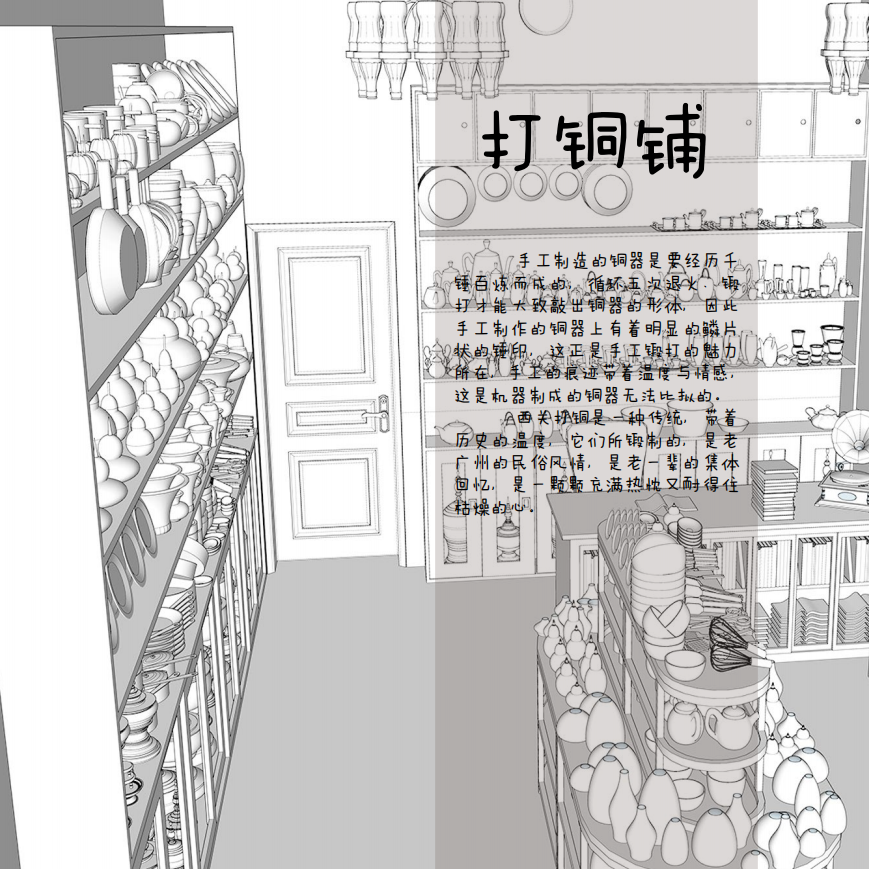 打铜铺
手工制造的铜器是要经历千
锤百炼而成的，循环五次退火、锻
打才能大致敲出铜器的形体，因此
手工制作的铜器上有着明显的鳞片
状的锤印，这正是手工锻打的魅力
所在，手工的痕迹带着温度与情感，
这是机器制成的铜器无法比拟的。
西关打铜是一种传统，带着
历史的温度，它们所锻制的，是老
广州的民俗风情，是老一辈的集体
回忆，是一颗颗充满热忱又耐得住
枯燥的心。